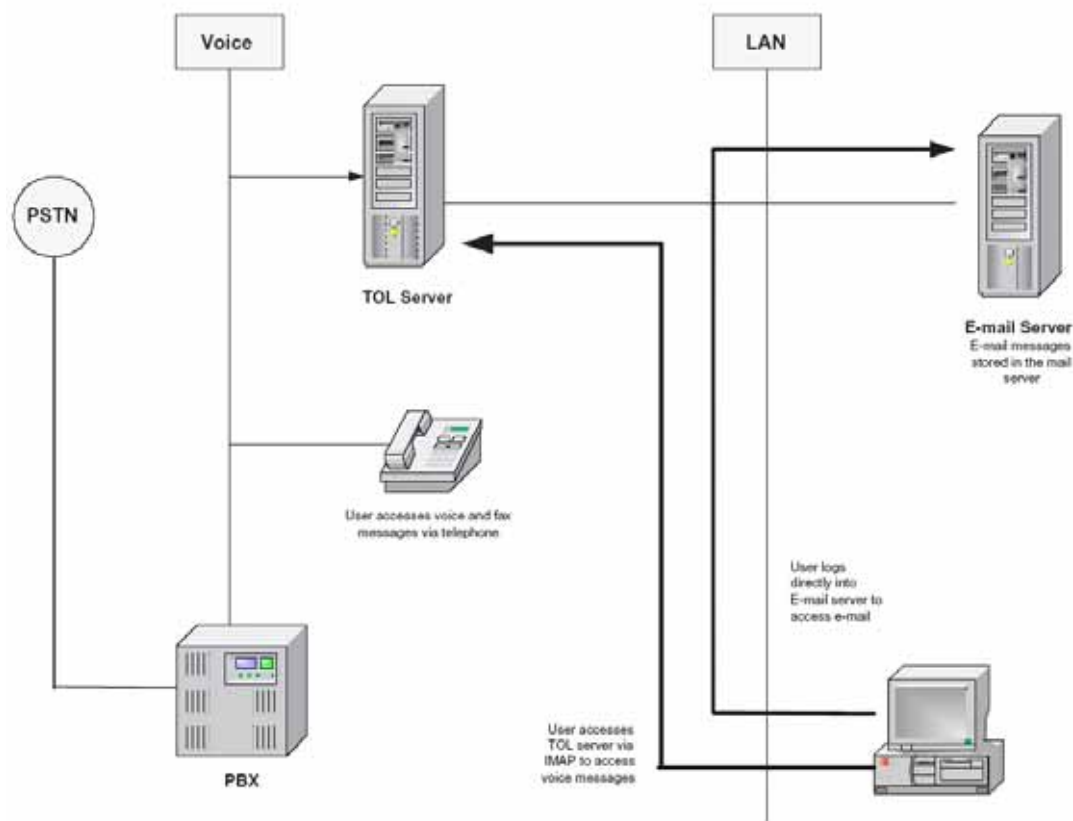 Voice
LAN
PSTN
TOL Server
E-mail Server
E-mail messages
stored in the mail
server
User accesses voice and fax
messages via telephone
User logs
directly into
E-mail server to
access e-mail
User accesses
TOL server via
IMAP to access
voice messages
PBX